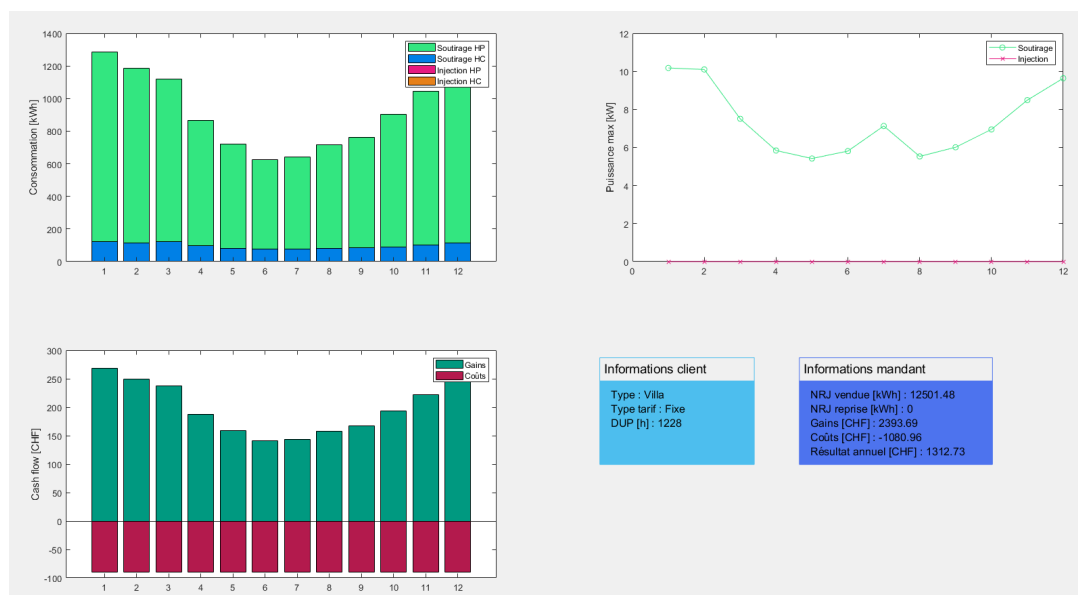 1400
1200
1000
800
600
400
200
0
Consommation [kWh]
Soutirage HP
Soutirage HC
Injection HP
Injection HC
1 2 3 4 5 6 7 8 9 10 11 12
12
10
8
6
4
2
0
Puissance max [kW]
Soutirage
Injection
0 2 4 6 8 10 12
300
250
200
150
100
50
0
-50
-100
Cash flow [CHF]
Gains
Coûts
1 2 3 4 5 6 7 8 9 10 11 12
Informations client
Type : Villa
Type tarif : Fixe
DUP [h] : 1228
Informations mandant
NRJ vendue [kWh] : 12501.48
NRJ reprise [kWh] : 0
Gains [CHF] : 2393.69
Coûts [CHF] : -1080.96
Résultat annuel [CHF] : 1312.73